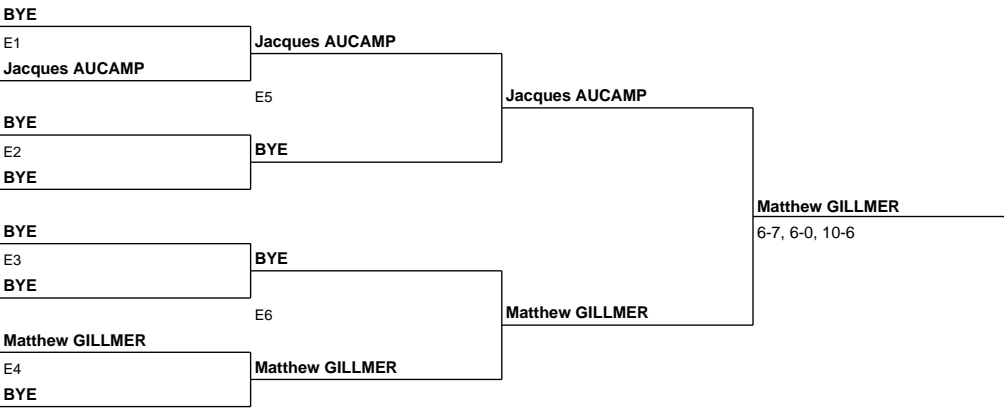 BYE
E1
Jacques AUCAMP
Jacques AUCAMP
E5
Jacques AUCAMP
BYE
E2
BYE
BYE
Matthew GILLMER
6-7, 6-0, 10-6
BYE
E3
BYE
BYE
E6
Matthew GILLMER
Matthew GILLMER
E4
Matthew GILLMER
BYE